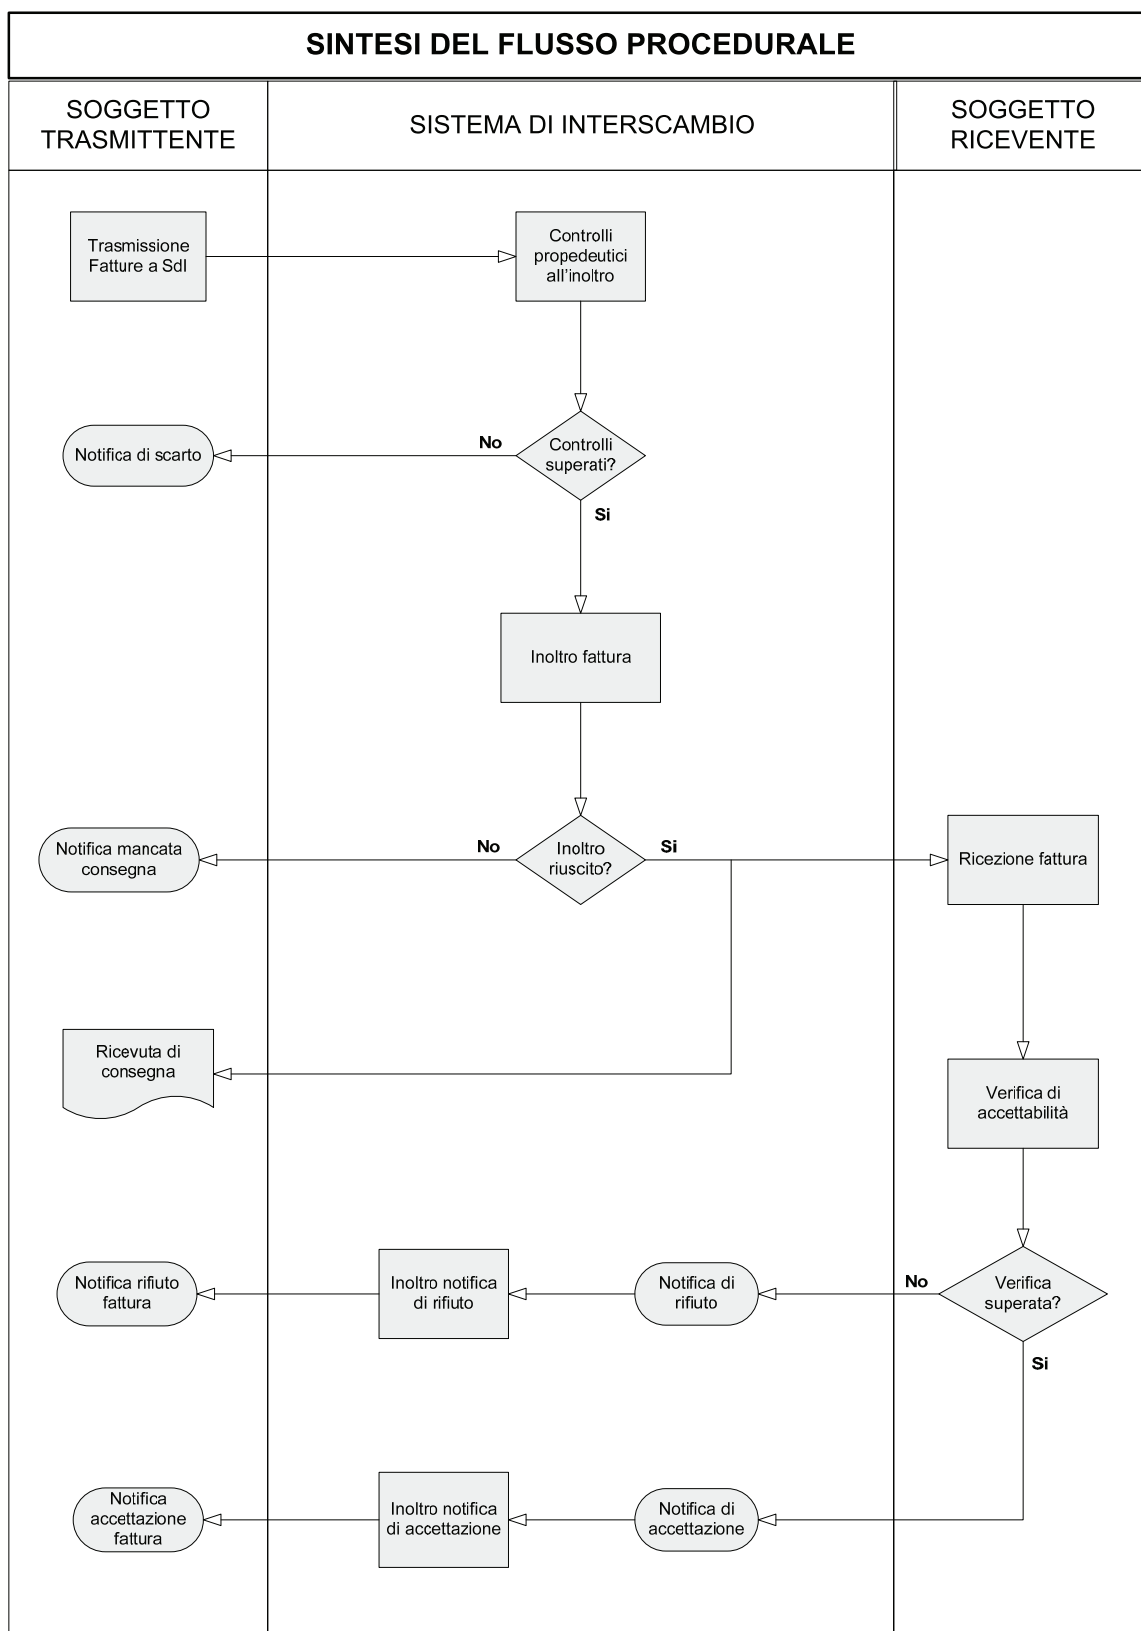 SINTESI DEL FLUSSO PROCEDURALE
SOGGETTO
TRASMITTENTE
SISTEMA DI INTERSCAMBIO
SOGGETTO
RICEVENTE
Trasmissione
Fatture a SdI
Controlli
propedeutici
all'inoltro
Notifica di scarto
No
Controlli
superati?
Si
Inoltro fattura
Notifica mancata
consegna
No
Inoltro
riuscito?
Si
Ricezione fattura
Ricevuta di
consegna
Verifica di
accettabilità
Notifica rifiuto
fattura
Inoltro notifica
di rifiuto
Notifica di
rifiuto
No
Verifica
superata?
Si
Notifica
accettazione
fattura
Inoltro notifica
di accettazione
Notifica di
accettazione